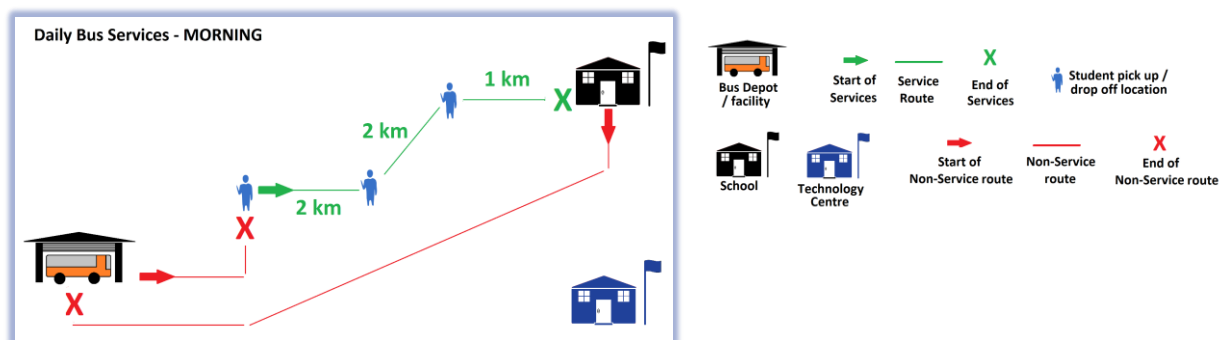 Daily Bus Services - MORNING
1 km
X
2 km
2 km
X
X
Bus Depot
/ facility
Start of
Services
Service
Route
X
End of
Services
Student pick up /
drop off location
School
Technology
Centre
Start of
Non-Service route
Non-Service
route
X
End of
Non-Service route